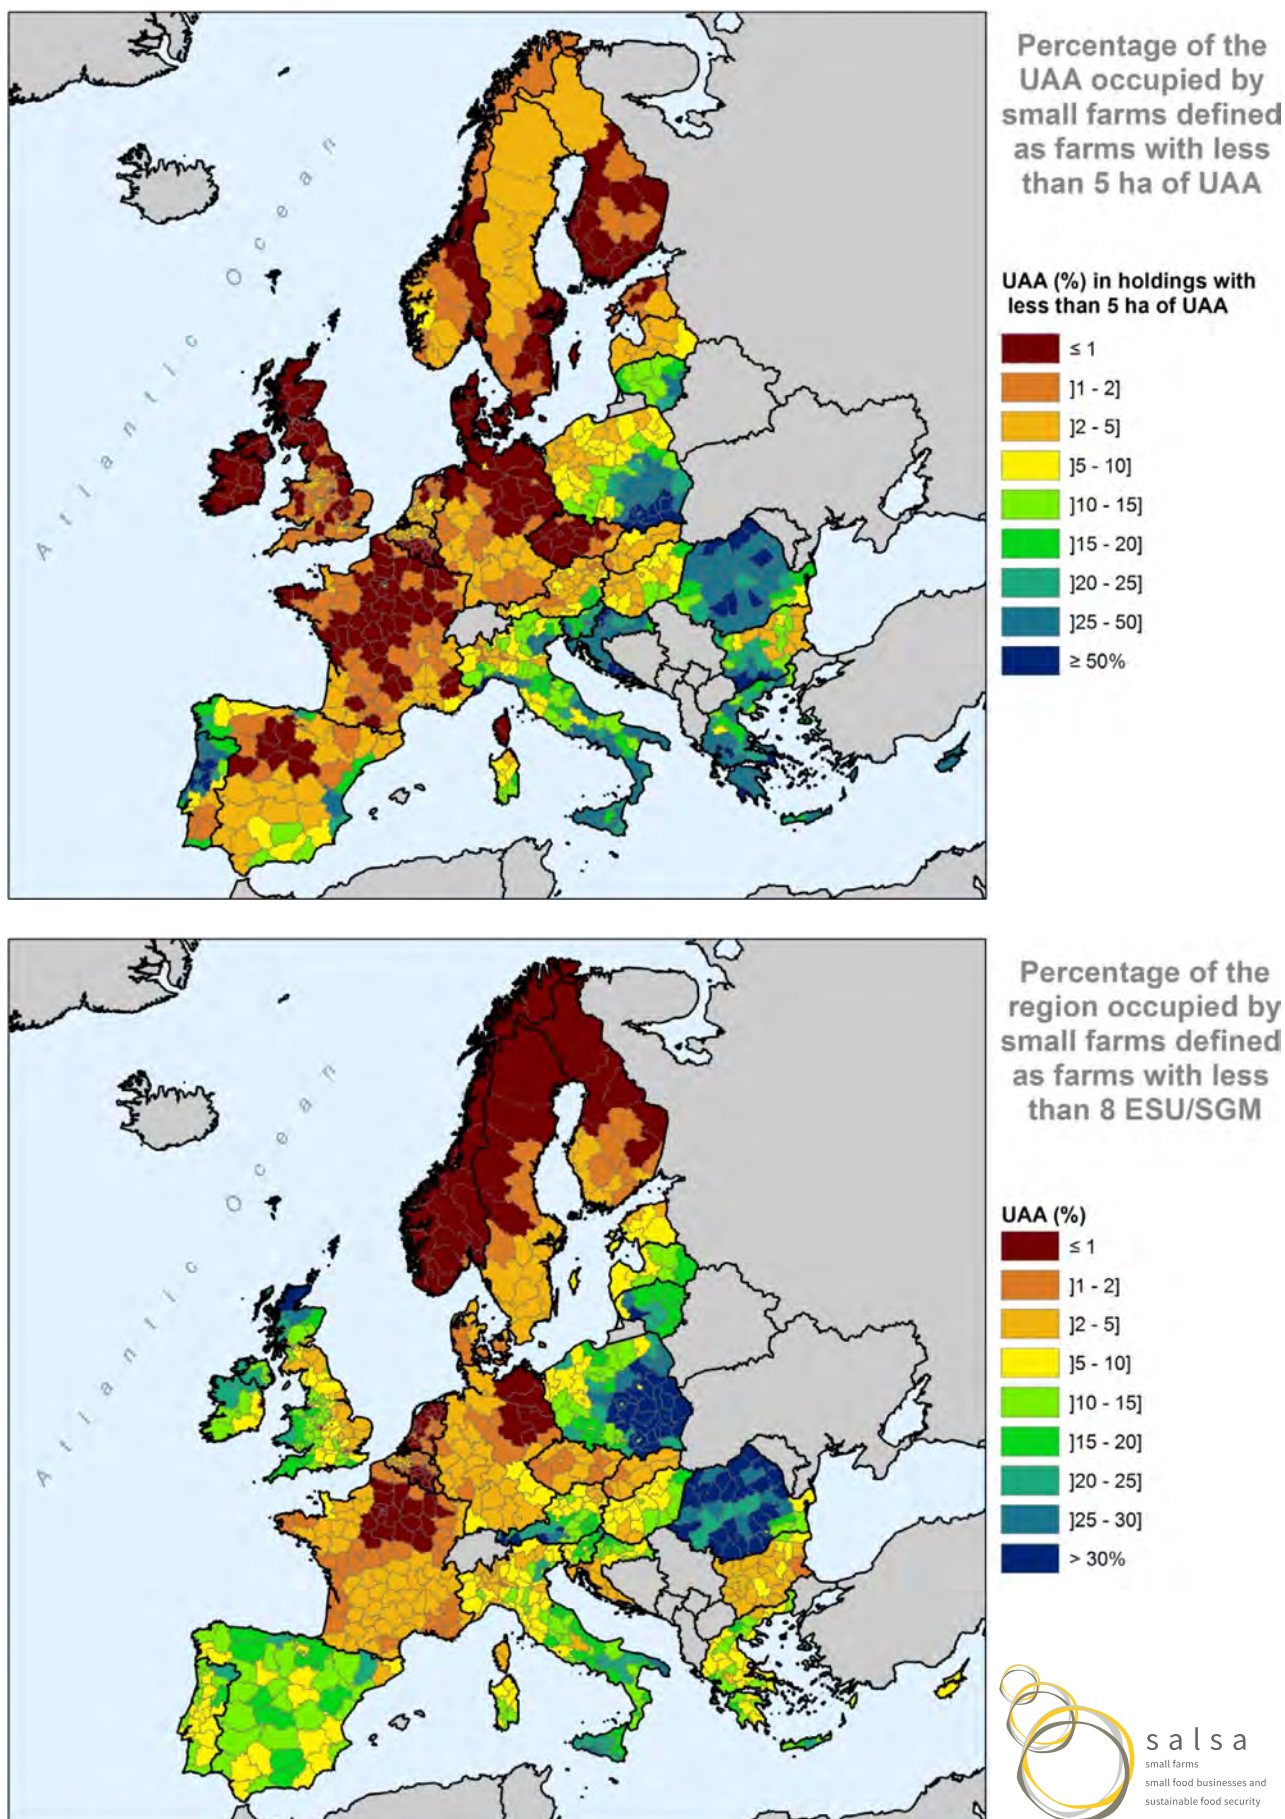 Percentage of the
UAA occupied by
small farms defined
as farms with less
than 5 ha of UAA
UAA (%) in holdings with
less than 5 ha of UAA
≤ 1
]1 - 2]
]2 - 5]
]5 - 10]
]10 - 15]
]15 - 20]
]20 - 25]
]25 - 50]
≥ 50%
Atlantic Ocean
Percentage of the
region occupied by
small farms defined
as farms with less
than 8 ESU/SGM
UAA (%)
≤ 1
]1 - 2]
]2 - 5]
]5 - 10]
]10 - 15]
]15 - 20]
]20 - 25]
]25 - 30]
> 30%
Atlantic Ocean
salsa
small farms
small food businesses and
sustainable food security